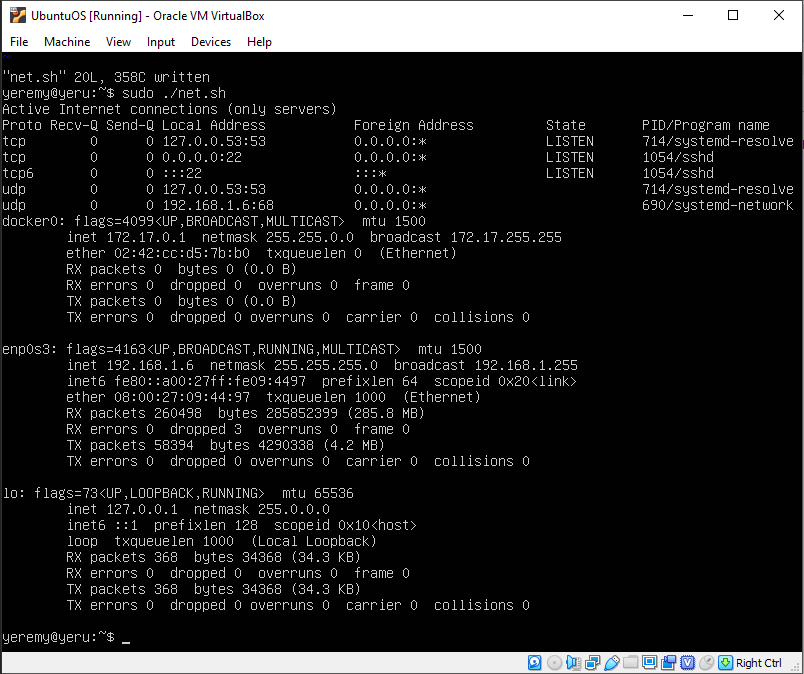 UbuntuOS [Running] - Oracle VM VirtualBox
File Machine View Input Devices Help
~
"net.sh" 20L, 358C written
yeremy@yeru:~$ sudo ./net.sh
Active Internet connections (only servers)
Proto Recv-Q Send-Q Local Address           Foreign Address         State       PID/Program name
tcp        0      0 127.0.0.53:53           0.0.0.0:*               LISTEN      714/systemd-resolve
tcp        0      0 0.0.0.0:22              0.0.0.0:*               LISTEN      1054/sshd
tcp6       0      0 :::22                   :::*                    LISTEN      1054/sshd
udp        0      0 127.0.0.53:53           0.0.0.0:*                           714/systemd-resolve
udp        0      0 192.168.1.6:68          0.0.0.0:*                           690/systemd-network
docker0: flags=4099<UP,BROADCAST,MULTICAST>  mtu 1500
        inet 172.17.0.1  netmask 255.255.0.0  broadcast 172.17.255.255
        ether 02:42:cc:d5:7b:b0  txqueuelen 0  (Ethernet)
        RX packets 0  bytes 0 (0.0 B)
        RX errors 0  dropped 0  overruns 0  frame 0
        TX packets 0  bytes 0 (0.0 B)
        TX errors 0  dropped 0 overruns 0  carrier 0  collisions 0
enp0s3: flags=4163<UP,BROADCAST,RUNNING,MULTICAST>  mtu 1500
        inet 192.168.1.6  netmask 255.255.255.0  broadcast 192.168.1.255
        inet6 fe80::a00:27ff:fe09:4497  prefixlen 64  scopeid 0x20<link>
        ether 08:00:27:09:44:97  txqueuelen 1000  (Ethernet)
        RX packets 260498  bytes 285852399 (285.8 MB)
        RX errors 0  dropped 3  overruns 0  frame 0
        TX packets 58394  bytes 4290338 (4.2 MB)
        TX errors 0  dropped 0 overruns 0  carrier 0  collisions 0
lo: flags=73<UP,LOOPBACK,RUNNING>  mtu 65536
        inet 127.0.0.1  netmask 255.0.0.0
        inet6 ::1  prefixlen 128  scopeid 0x10<host>
        loop  txqueuelen 1000  (Local Loopback)
        RX packets 368  bytes 34368 (34.3 KB)
        RX errors 0  dropped 0  overruns 0  frame 0
        TX packets 368  bytes 34368 (34.3 KB)
        TX errors 0  dropped 0 overruns 0  carrier 0  collisions 0
yeremy@yeru:~$ _
Right Ctrl